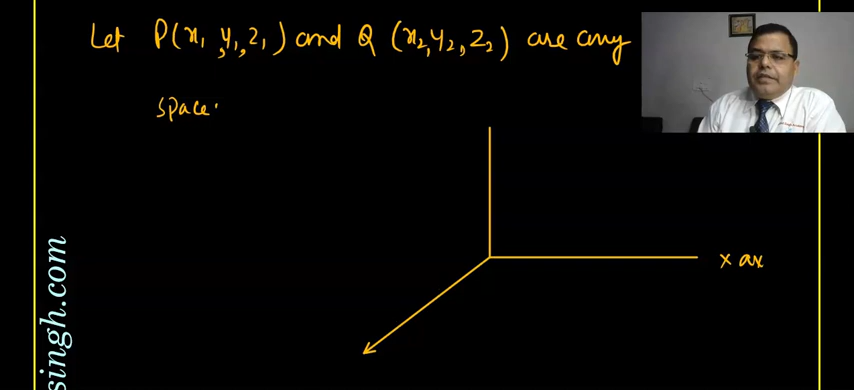 Let P(x₁, y₁, z₁) and Q (x₂, y₂, z₂) are any
space.
x ax
singh.com